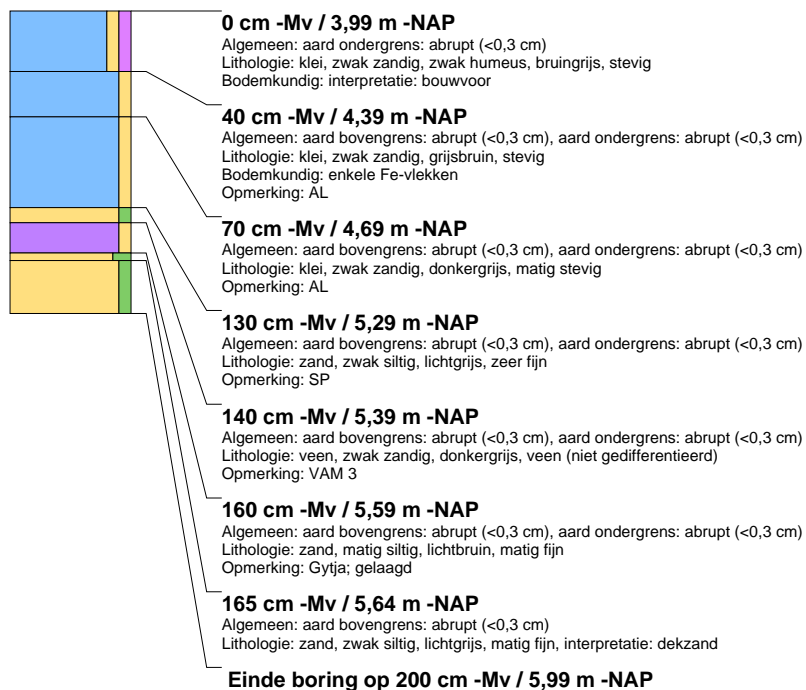 0 cm -Mv / 3,99 m -NAP
Algemeen: aard ondergrens: abrupt (<0,3 cm)
Lithologie: klei, zwak zandig, zwak humeus, bruingrijs, stevig
Bodemkundig: interpretatie: bouwvoor
40 cm -Mv / 4,39 m -NAP
Algemeen: aard bovengrens: abrupt (<0,3 cm), aard ondergrens: abrupt (<0,3 cm)
Lithologie: klei, zwak zandig, grijsbruin, stevig
Bodemkundig: enkele Fe-vlekken
Opmerking: AL
70 cm -Mv / 4,69 m -NAP
Algemeen: aard bovengrens: abrupt (<0,3 cm), aard ondergrens: abrupt (<0,3 cm)
Lithologie: klei, zwak zandig, donkergrijs, matig stevig
Opmerking: AL
130 cm -Mv / 5,29 m -NAP
Algemeen: aard bovengrens: abrupt (<0,3 cm), aard ondergrens: abrupt (<0,3 cm)
Lithologie: zand, zwak siltig, lichtgrijs, zeer fijn
Opmerking: SP
140 cm -Mv / 5,39 m -NAP
Algemeen: aard bovengrens: abrupt (<0,3 cm), aard ondergrens: abrupt (<0,3 cm)
Lithologie: veen, zwak zandig, donkergrijs, veen (niet gedifferentieerd)
Opmerking: VAM 3
160 cm -Mv / 5,59 m -NAP
Algemeen: aard bovengrens: abrupt (<0,3 cm), aard ondergrens: abrupt (<0,3 cm)
Lithologie: zand, matig siltig, lichtbruin, matig fijn
Opmerking: Gytja; gelaagd
165 cm -Mv / 5,64 m -NAP
Algemeen: aard bovengrens: abrupt (<0,3 cm)
Lithologie: zand, zwak siltig, lichtgrijs, matig fijn, interpretatie: dekzand
Einde boring op 200 cm -Mv / 5,99 m -NAP